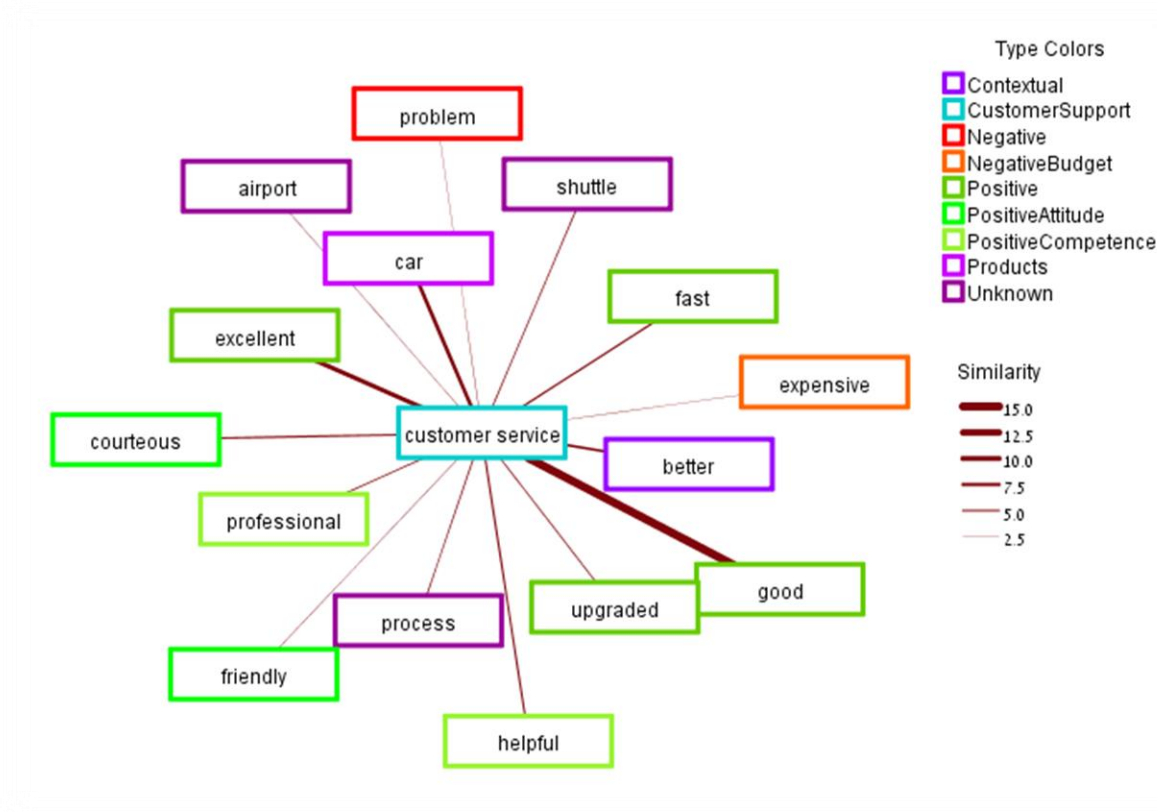 Type Colors
Contextual
CustomerSupport
Negative
NegativeBudget
Positive
PositiveAttitude
PositiveCompetence
Products
Unknown
Similarity
15.0
12.5
10.0
7.5
5.0
2.5
problem
airport
shuttle
car
fast
excellent
expensive
courteous
customer service
better
professional
good
upgraded
process
friendly
helpful